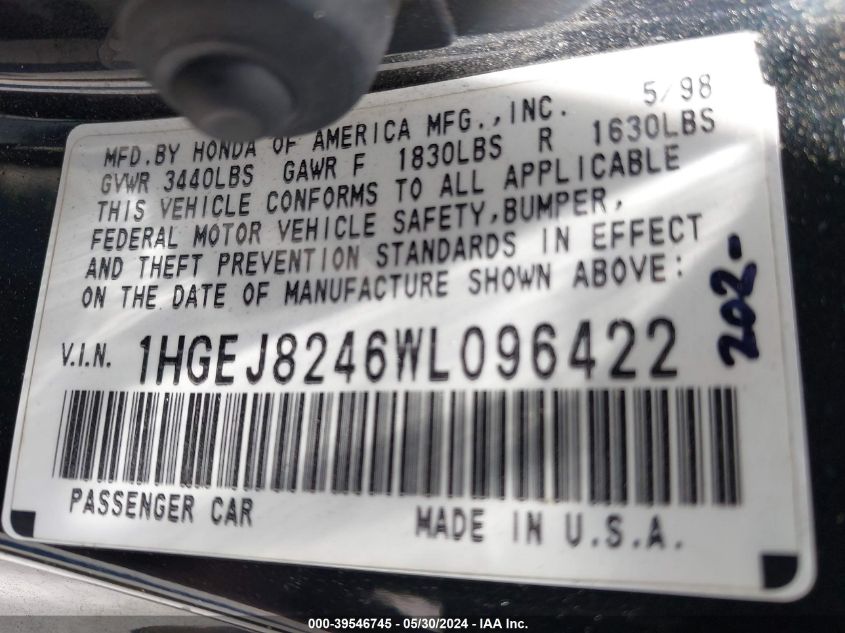 5/98
MFD.BY HONDA OF AMERICA MFG.,INC.
GVWR 3440LBS GAWR F 1830LBS R 1630LBS
THIS VEHICLE CONFORMS TO ALL APPLICABLE
FEDERAL MOTOR VEHICLE SAFETY,BUMPER,
AND THEFT PREVENTION STANDARDS IN EFFECT
ON THE DATE OF MANUFACTURE SHOWN ABOVE:
202-
V.I.N. 1HGEJ8246WL096422
PASSENGER CAR MADE IN U.S.A.
000-39546745 - 05/30/2024 - IAA Inc.